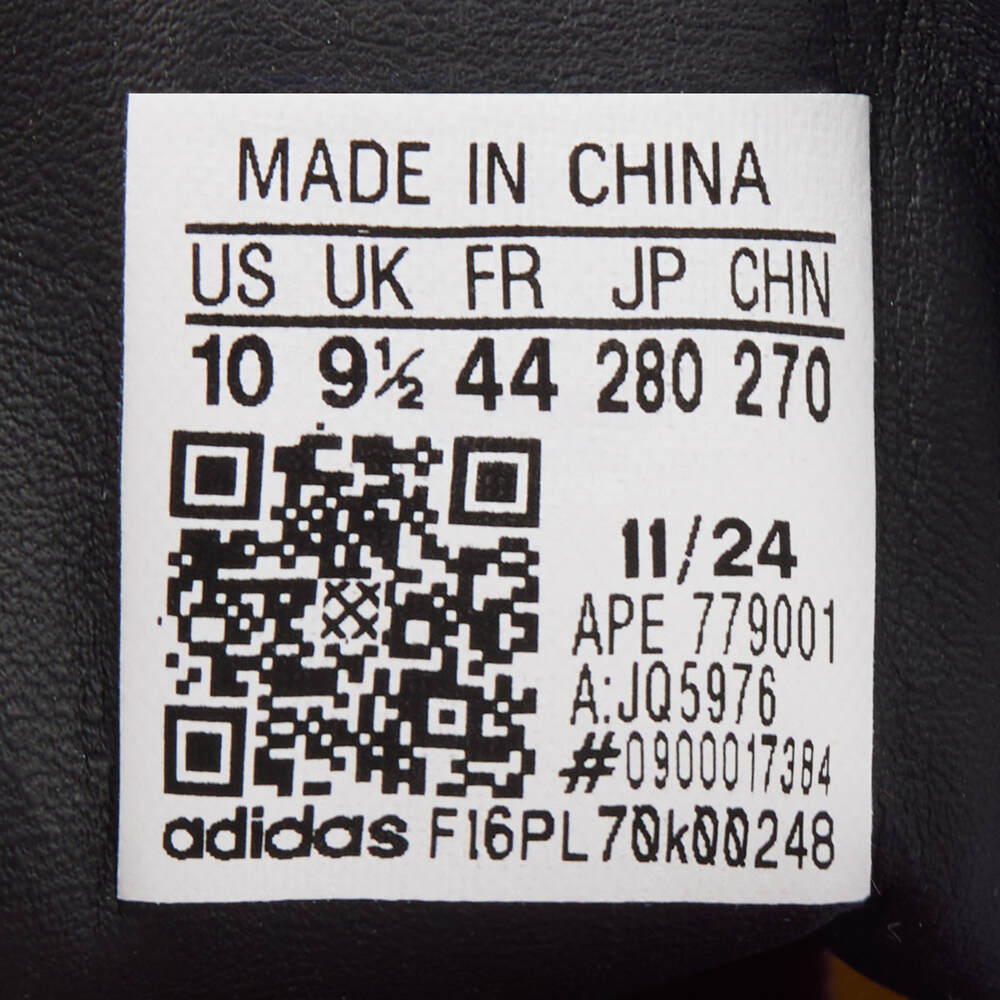 MADE IN CHINA
US UK FR JP CHN
10 9½ 44 280 270
11/24
APE 779001
A:JQ5976
#0900017384
adidas F16PL70k00248